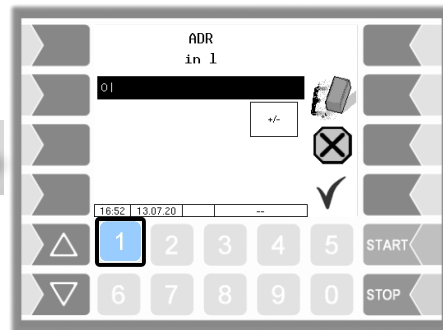 ADR
in l
0|
+/-
16:52 13.07.20 --
1 2 3 4 5 START
6 7 8 9 0 STOP